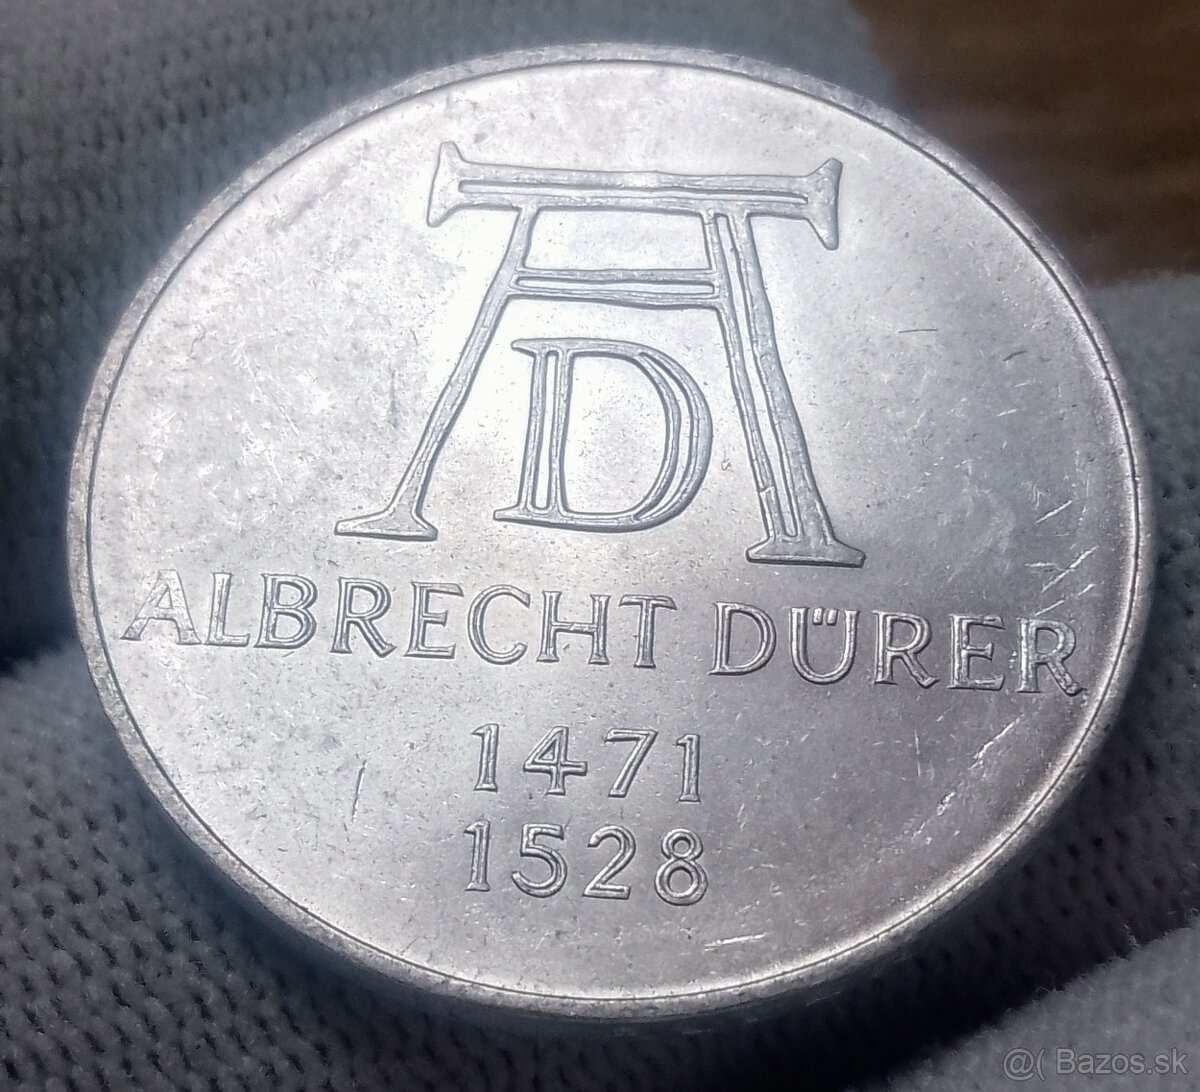 AD
ALBRECHT DÜRER
1471
1528
@( Bazos.sk